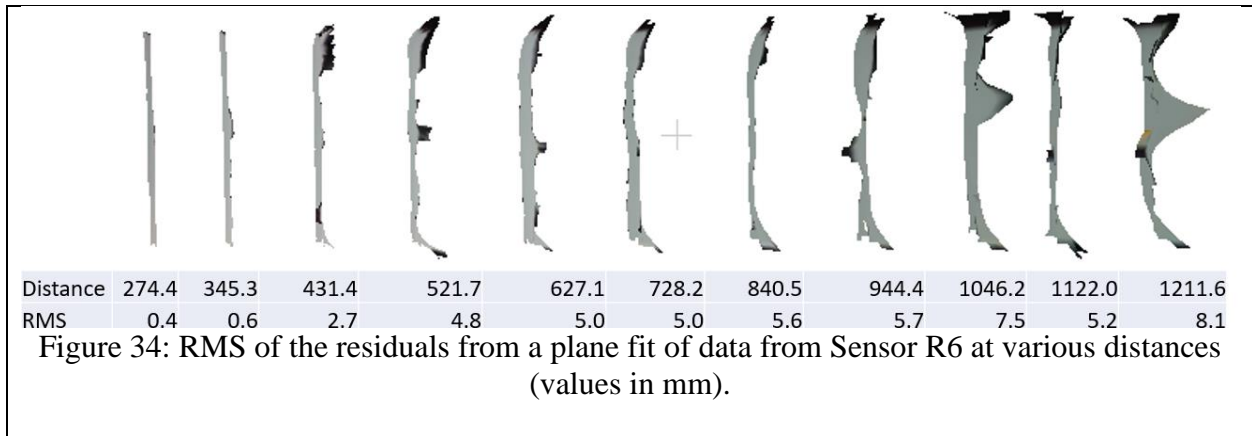 Distance 274.4 345.3 431.4 521.7 627.1 728.2 840.5 944.4 1046.2 1122.0 1211.6
RMS 0.4 0.6 2.7 4.8 5.0 5.0 5.6 5.7 7.5 5.2 8.1
Figure 34: RMS of the residuals from a plane fit of data from Sensor R6 at various distances
(values in mm).